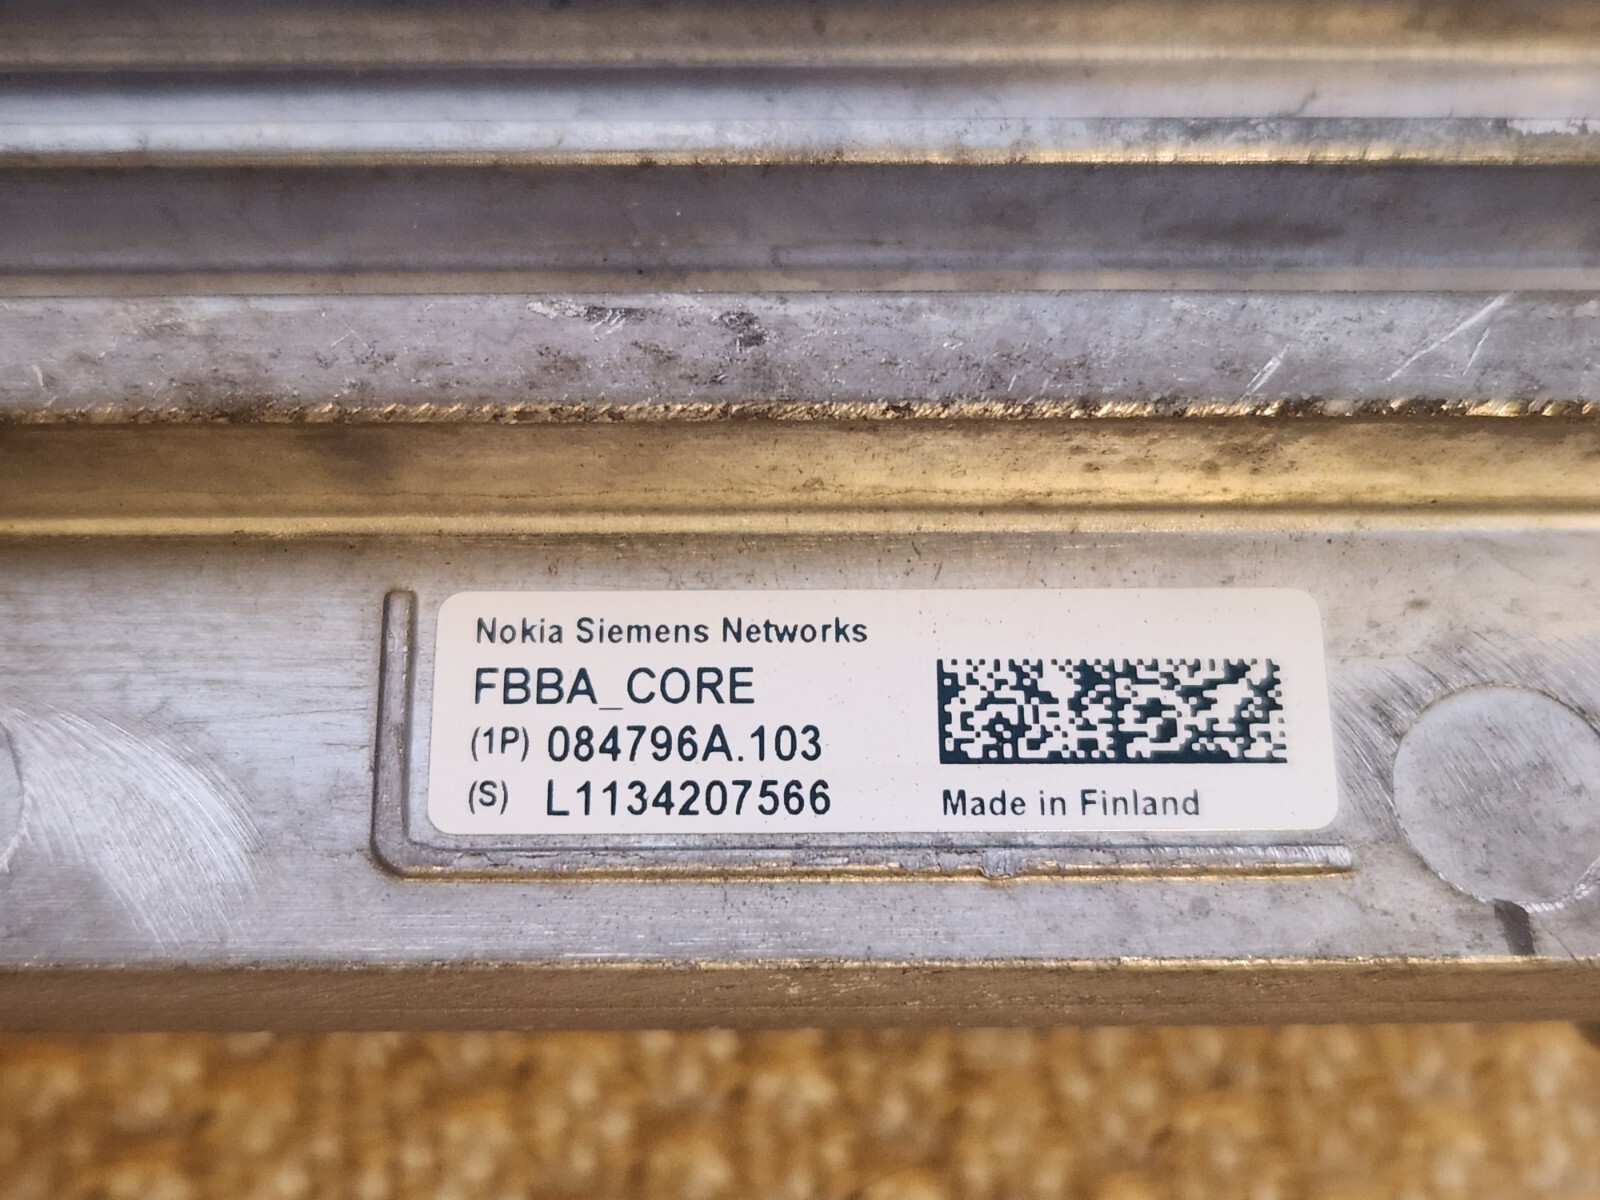 Nokia Siemens Networks
FBBA_CORE
(1P) 084796A.103
(S) L1134207566
Made in Finland